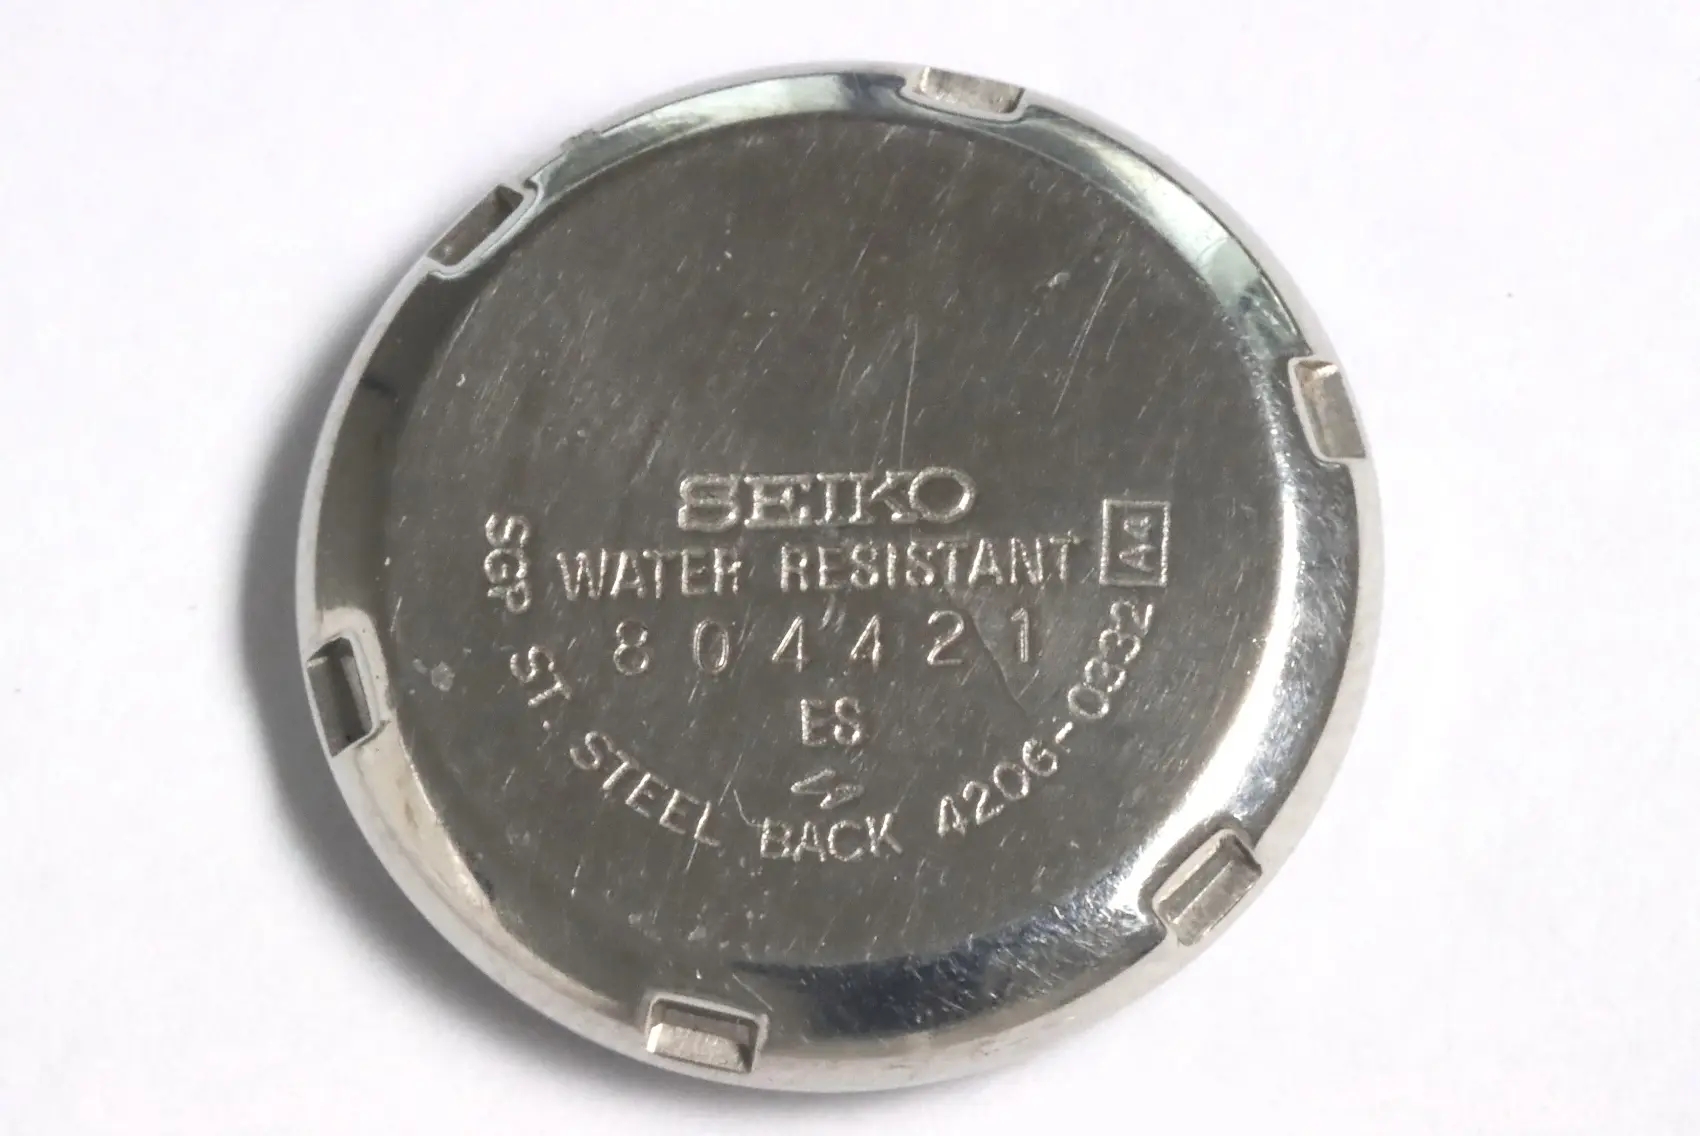 SEIKO
WATER RESISTANT
804421
ES
SGP ST. STEEL BACK 4206-0332 A4